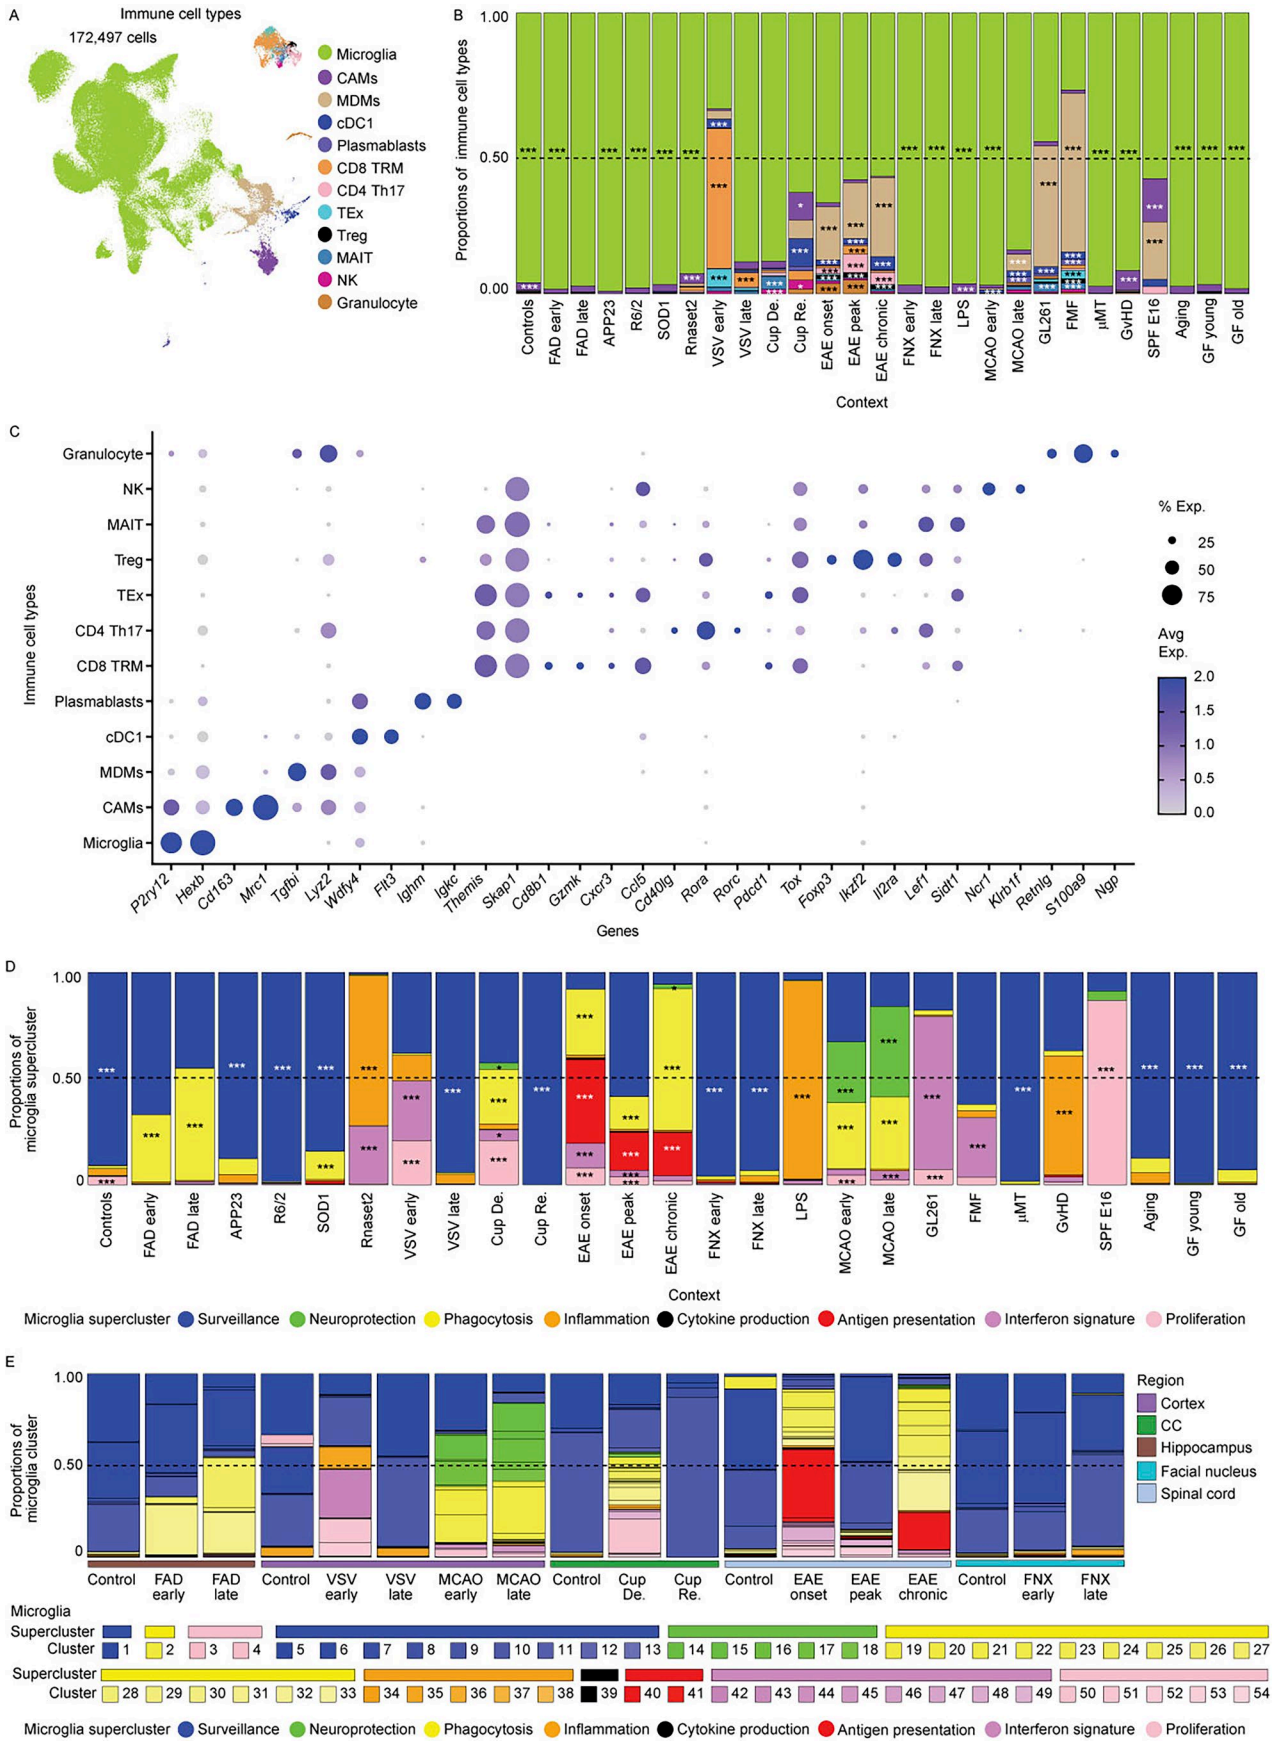 A
Immune cell types
172,497 cells
Microglia
CAMs
MDMs
cDC1
Plasmablasts
CD8 TRM
CD4 Th17
TEx
Treg
MAIT
NK
Granulocyte
B
Proportions of immune cell types
1.00
0.50
0.00
Controls
FAD early
FAD late
APP23
R6/2
SOD1
Rnaset2
VSV early
VSV late
Cup De.
Cup Re.
EAE onset
EAE peak
EAE chronic
FNX early
FNX late
LPS
MCAO early
MCAO late
GL261
FMF
µMT
GvHD
SPF E16
Aging
GF young
GF old
Context
C
Immune cell types
Granulocyte
NK
MAIT
Treg
TEx
CD4 Th17
CD8 TRM
Plasmablasts
cDC1
MDMs
CAMs
Microglia
P2ry12
Hexb
Cd163
Mrc1
Tgfbi
Lyz2
Wdfy4
Flt3
Ighm
Igkc
Themis
Skap1
Cd8b1
Gzmk
Cxcr3
Ccl5
Cd40lg
Rora
Rorc
Pdcd1
Tox
Foxp3
Ikzf2
Il2ra
Lef1
Sidt1
Ncr1
Klrb1f
Retnlg
S100a9
Ngp
Genes
% Exp.
25
50
75
Avg
Exp.
2.0
1.5
1.0
0.5
0.0
D
Proportions of
microglia supercluster
1.00
0.50
0
Controls
FAD early
FAD late
APP23
R6/2
SOD1
Rnaset2
VSV early
VSV late
Cup De.
Cup Re.
EAE onset
EAE peak
EAE chronic
FNX early
FNX late
LPS
MCAO early
MCAO late
GL261
FMF
µMT
GvHD
SPF E16
Aging
GF young
GF old
Context
Microglia supercluster Surveillance Neuroprotection Phagocytosis Inflammation Cytokine production Antigen presentation Interferon signature Proliferation
E
Proportions of
microglia cluster
1.00
0.50
0
Region
Cortex
CC
Hippocampus
Facial nucleus
Spinal cord
Control FAD early FAD late Control VSV early VSV late MCAO early MCAO late Control Cup De. Cup Re. Control EAE onset EAE peak EAE chronic Control FNX early FNX late
Microglia
Supercluster
Cluster 1 2 3 4 5 6 7 8 9 10 11 12 13 14 15 16 17 18 19 20 21 22 23 24 25 26 27
Supercluster
Cluster 28 29 30 31 32 33 34 35 36 37 38 39 40 41 42 43 44 45 46 47 48 49 50 51 52 53 54
Microglia supercluster Surveillance Neuroprotection Phagocytosis Inflammation Cytokine production Antigen presentation Interferon signature Proliferation